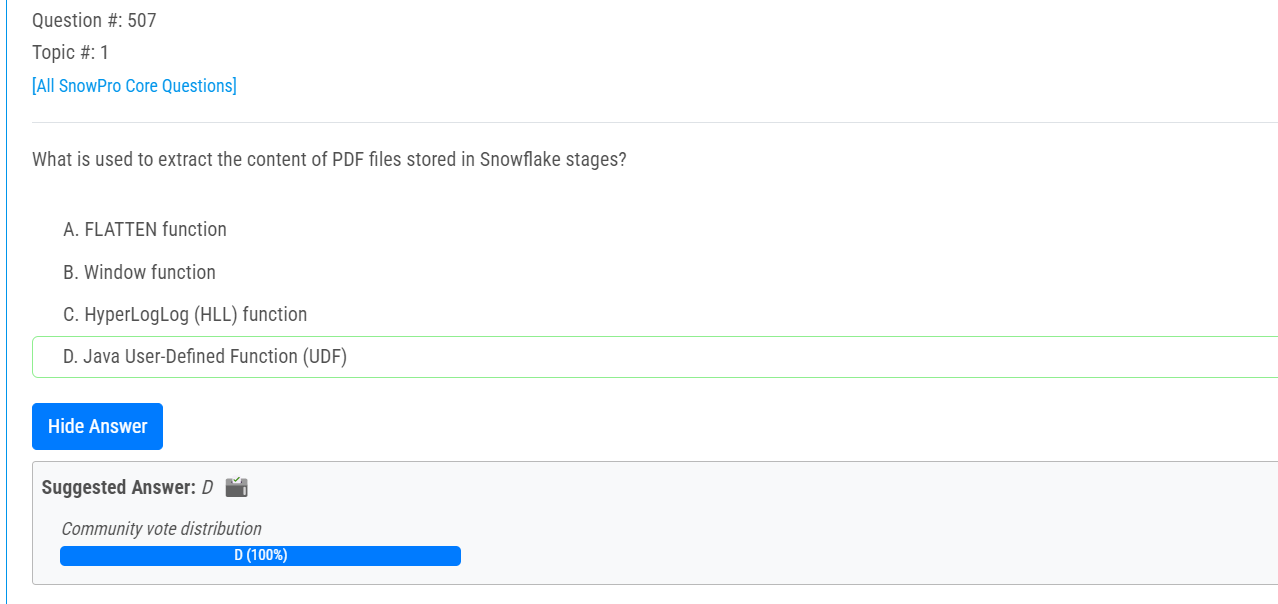 Question #: 507
Topic #: 1
[All SnowPro Core Questions]
What is used to extract the content of PDF files stored in Snowflake stages?
A. FLATTEN function
B. Window function
C. HyperLogLog (HLL) function
D. Java User-Defined Function (UDF)
Hide Answer
Suggested Answer: D
Community vote distribution
D (100%)